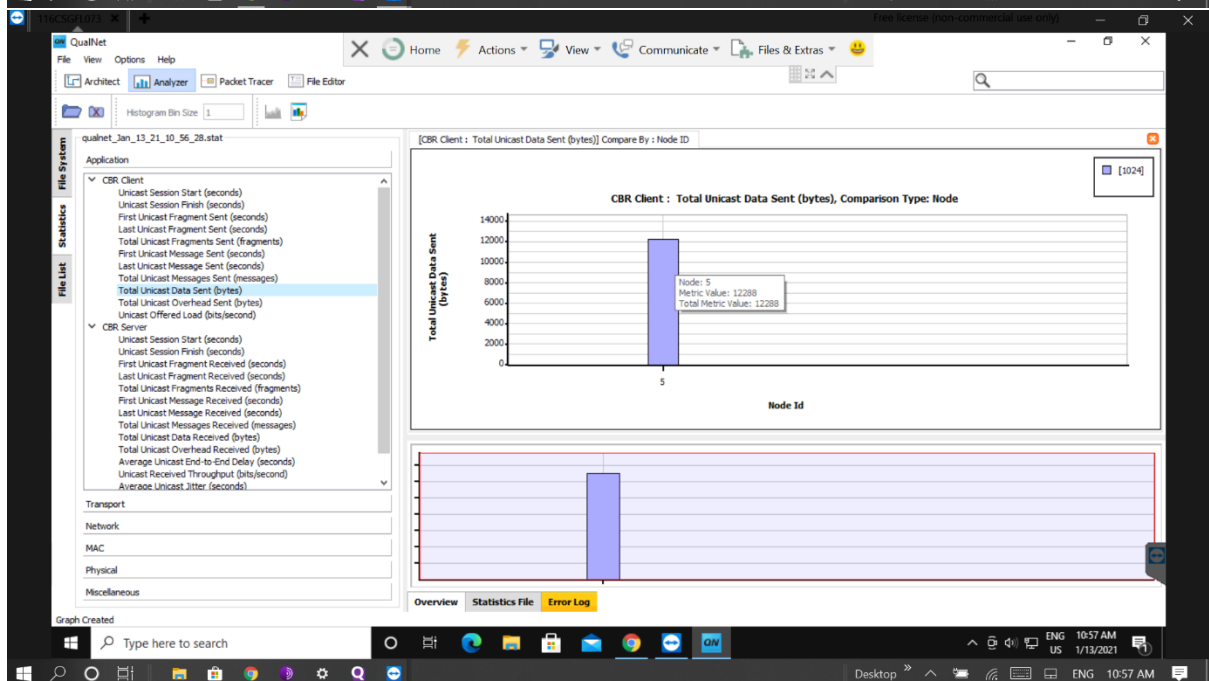 116CSGFL073
Free license (non-commercial use only)
QN QualNet
Home Actions View Communicate Files & Extras
File View Options Help
Architect Analyzer Packet Tracer File Editor
Histogram Bin Size 1
File System
Statistics
File List
qualnet_Jan_13_21_10_56_28.stat
Application
CBR Client
Unicast Session Start (seconds)
Unicast Session Finish (seconds)
First Unicast Fragment Sent (seconds)
Last Unicast Fragment Sent (seconds)
Total Unicast Fragments Sent (fragments)
First Unicast Message Sent (seconds)
Last Unicast Message Sent (seconds)
Total Unicast Messages Sent (messages)
Total Unicast Data Sent (bytes)
Total Unicast Overhead Sent (bytes)
Unicast Offered Load (bits/second)
CBR Server
Unicast Session Start (seconds)
Unicast Session Finish (seconds)
First Unicast Fragment Received (seconds)
Last Unicast Fragment Received (seconds)
Total Unicast Fragments Received (fragments)
First Unicast Message Received (seconds)
Last Unicast Message Received (seconds)
Total Unicast Messages Received (messages)
Total Unicast Data Received (bytes)
Total Unicast Overhead Received (bytes)
Average Unicast End-to-End Delay (seconds)
Unicast Received Throughput (bits/second)
Average Unicast Jitter (seconds)
Transport
Network
MAC
Physical
Miscellaneous
Graph Created
[CBR Client : Total Unicast Data Sent (bytes)] Compare By : Node ID
[1024]
CBR Client : Total Unicast Data Sent (bytes), Comparison Type: Node
Total Unicast Data Sent
(bytes)
14000
12000
10000
8000
6000
4000
2000
0
Node: 5
Metric Value: 12288
Total Metric Value: 12288
5
Node Id
Overview Statistics File Error Log
Type here to search
QN
ENG
US
10:57 AM
1/13/2021
Desktop
ENG 10:57 AM